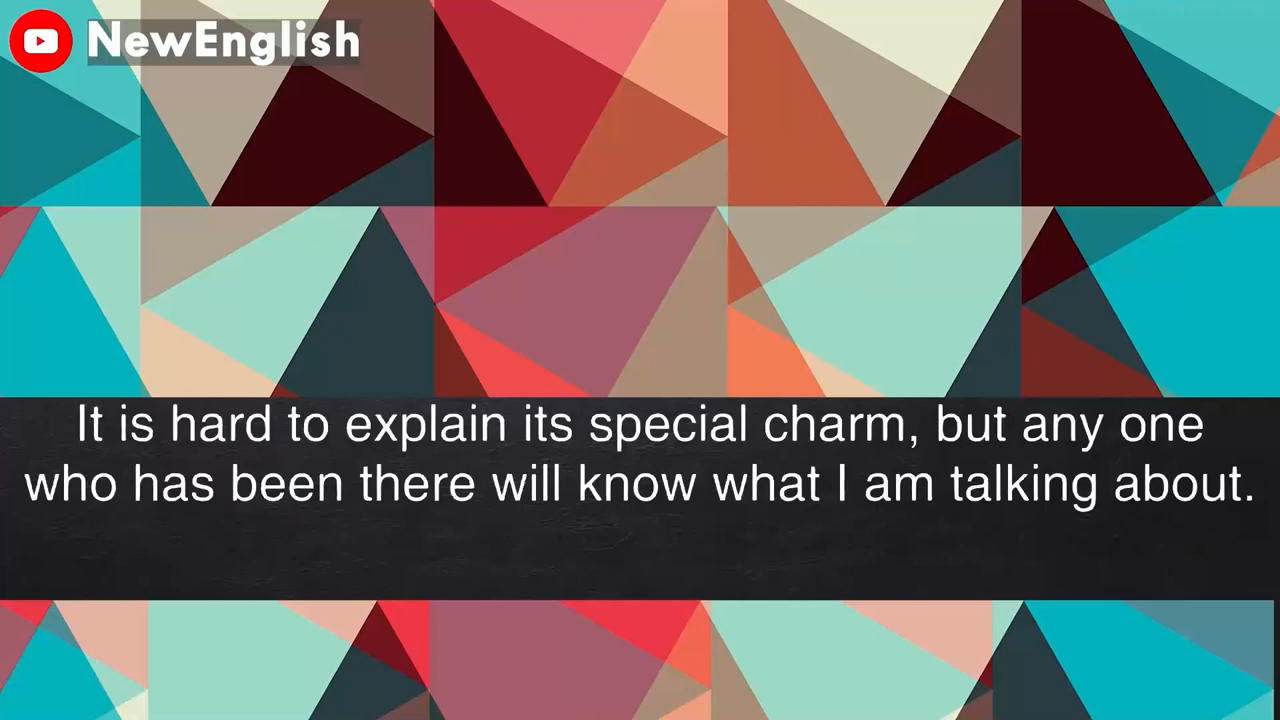 NewEnglish
It is hard to explain its special charm, but any one
who has been there will know what I am talking about.